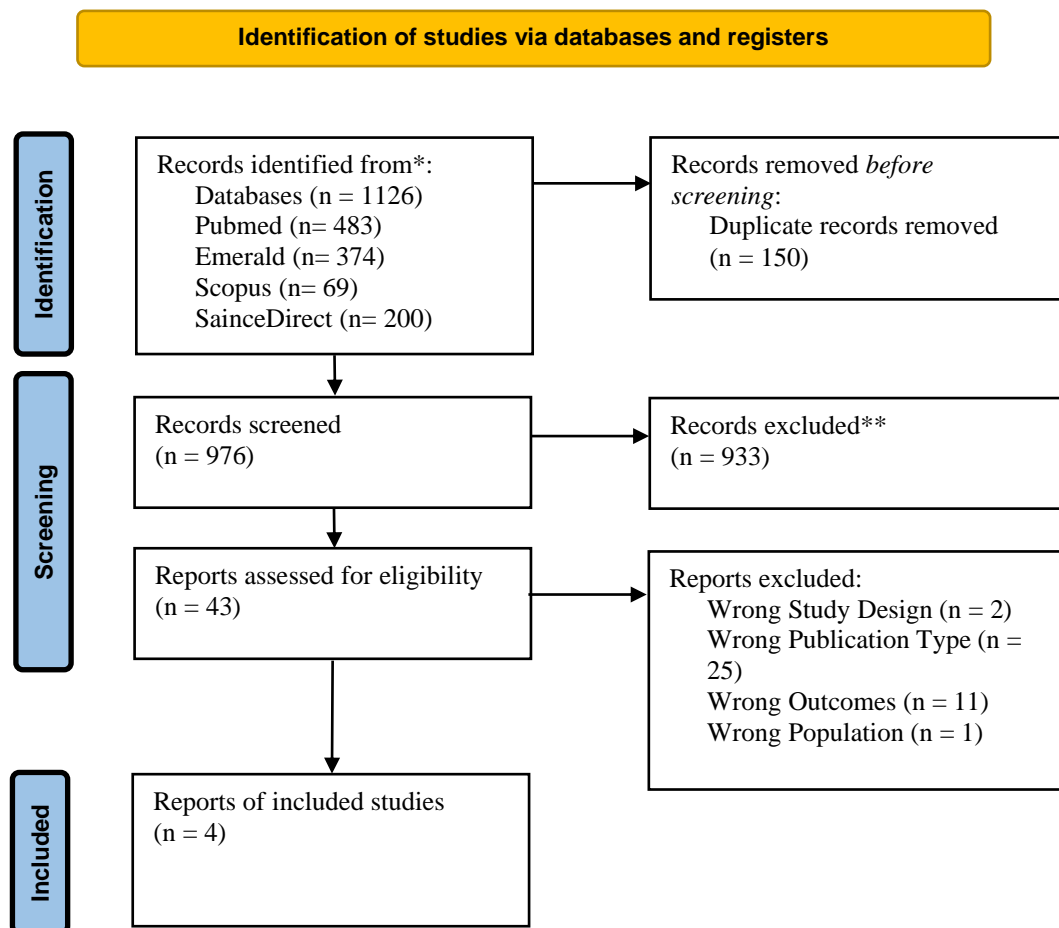 Identification of studies via databases and registers
Identification
Records identified from*:
Databases (n = 1126)
Pubmed (n= 483)
Emerald (n= 374)
Scopus (n= 69)
SainceDirect (n= 200)
Records removed before
screening:
Duplicate records removed
(n = 150)
Screening
Records screened
(n = 976)
Records excluded**
(n = 933)
Reports assessed for eligibility
(n = 43)
Reports excluded:
Wrong Study Design (n = 2)
Wrong Publication Type (n =
25)
Wrong Outcomes (n = 11)
Wrong Population (n = 1)
Included
Reports of included studies
(n = 4)